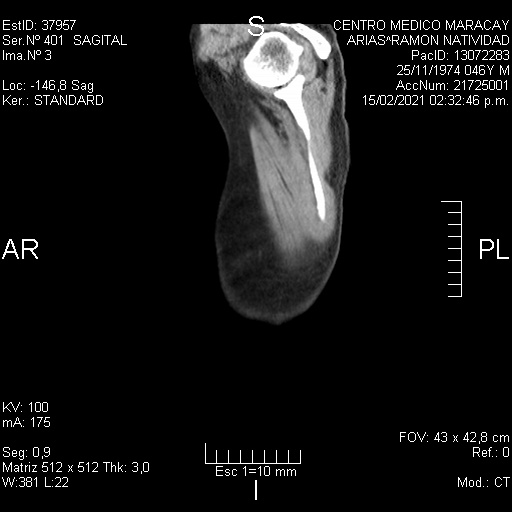 EstID: 37957
Ser.Nº 401 SAGITAL
Ima.Nº 3
Loc: -146,8 Sag
Ker.: STANDARD
S
CENTRO MEDICO MARACAY
ARIAS^RAMON NATIVIDAD
PacID: 13072283
25/11/1974 046Y M
AccNum: 21725001
15/02/2021 02:32:46 p.m.
AR
PL
KV: 100
mA: 175
Seg: 0,9
Matriz 512 x 512 Thk: 3,0
W:381 L:22
Esc 1=10 mm
I
FOV: 43 x 42,8 cm
Ref.: 0
Mod.: CT